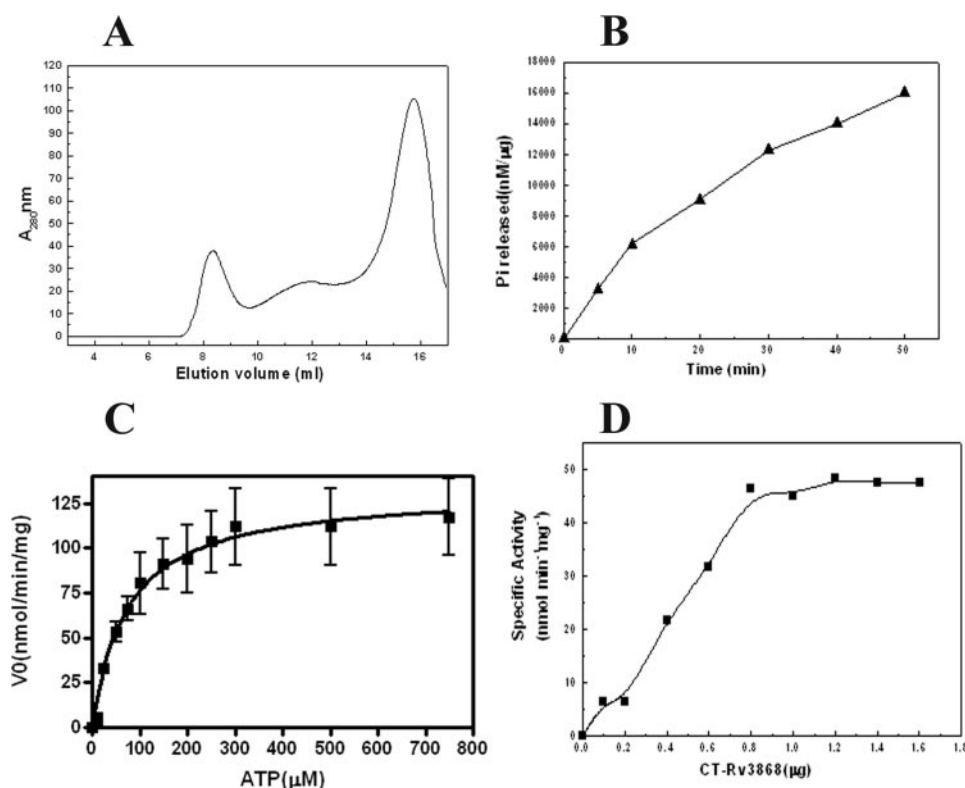 A
B
120
110
100
90
80
70
60
50
40
30
20
10
0
A280nm
4 6 8 10 12 14 16
Elution volume (ml)
18000
16000
14000
12000
10000
8000
6000
4000
2000
0
Pi released(nM/µg)
0 10 20 30 40 50
Time (min)
C
D
125
100
75
50
25
0
V0(nmol/min/mg)
0 100 200 300 400 500 600 700 800
ATP(µM)
50
40
30
20
10
0
Specific Activity
(nmol min⁻¹mg⁻¹)
0.0 0.2 0.4 0.6 0.8 1.0 1.2 1.4 1.6 1.8
CT-Rv3868(µg)